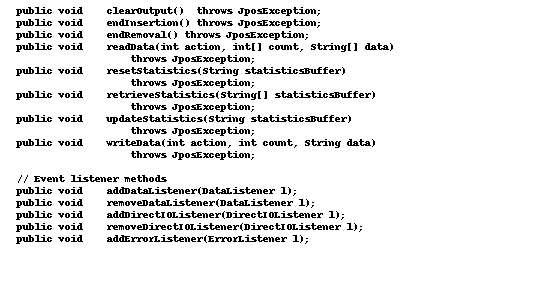 public void    clearOutput()  throws JposException;
public void    endInsertion() throws JposException;
public void    endRemoval() throws JposException;
public void    readData(int action, int[] count, String[] data)
                   throws JposException;
public void    resetStatistics(String statisticsBuffer)
                   throws JposException;
public void    retrieveStatistics(String[] statisticsBuffer)
                   throws JposException;
public void    updateStatistics(String statisticsBuffer)
                   throws JposException;
public void    writeData(int action, int count, String data)
                   throws JposException;

// Event listener methods
public void    addDataListener(DataListener l);
public void    removeDataListener(DataListener l);
public void    addDirectIOListener(DirectIOListener l);
public void    removeDirectIOListener(DirectIOListener l);
public void    addErrorListener(ErrorListener l);